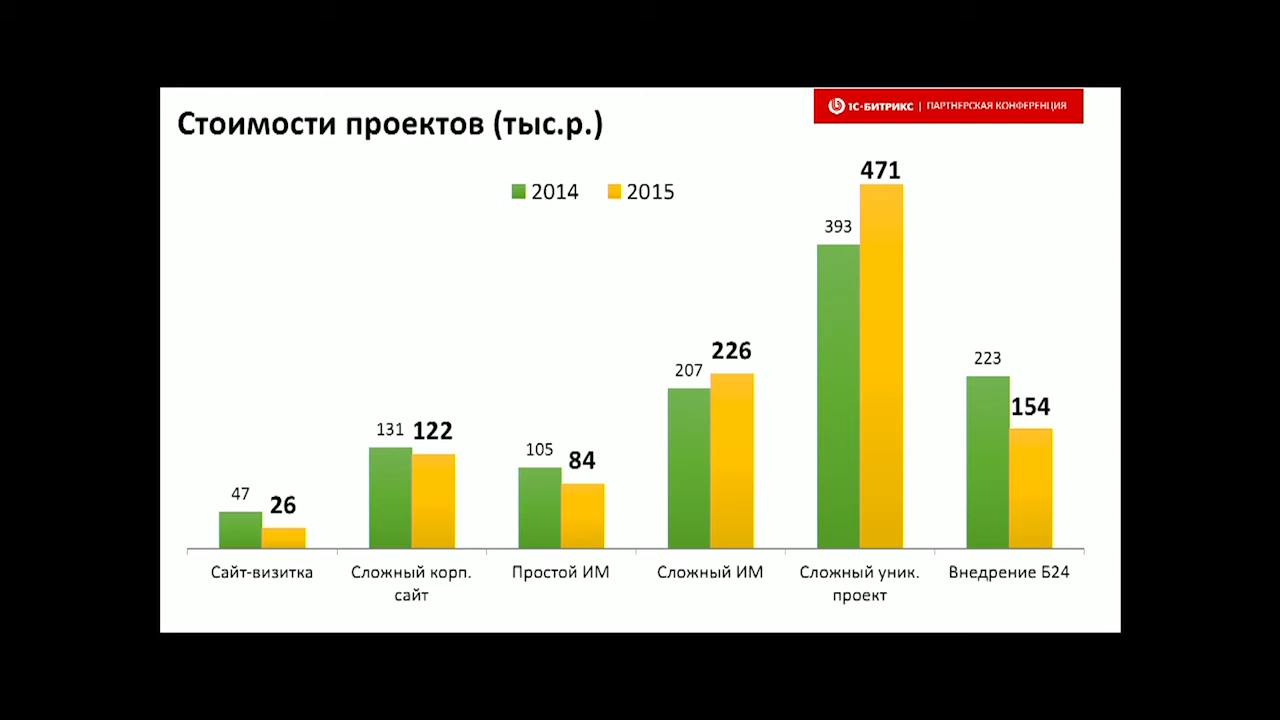 1С·БИТРИКС | ПАРТНЕРСКАЯ КОНФЕРЕНЦИЯ
Стоимости проектов (тыс.р.)
2014 2015
47 26 131 122 105 84 207 226 393 471 223 154
Сайт-визитка Сложный корп. сайт Простой ИМ Сложный ИМ Сложный уник. проект Внедрение Б24